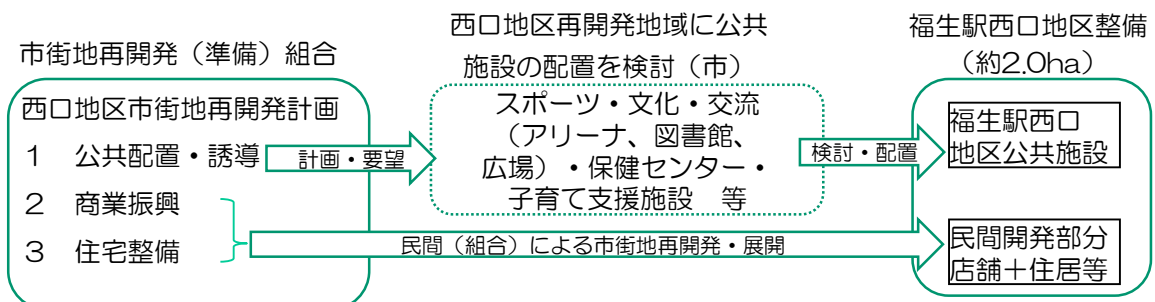 市街地再開発（準備）組合
西口地区市街地再開発計画
1　公共配置・誘導
2　商業振興
3　住宅整備
計画・要望
西口地区再開発地域に公共
施設の配置を検討（市）
スポーツ・文化・交流
（アリーナ、図書館、
広場）・保健センター・
子育て支援施設　等
検討・配置
民間（組合）による市街地再開発・展開
福生駅西口地区整備
（約2.0ha）
福生駅西口
地区公共施設
民間開発部分
店舗＋住居等